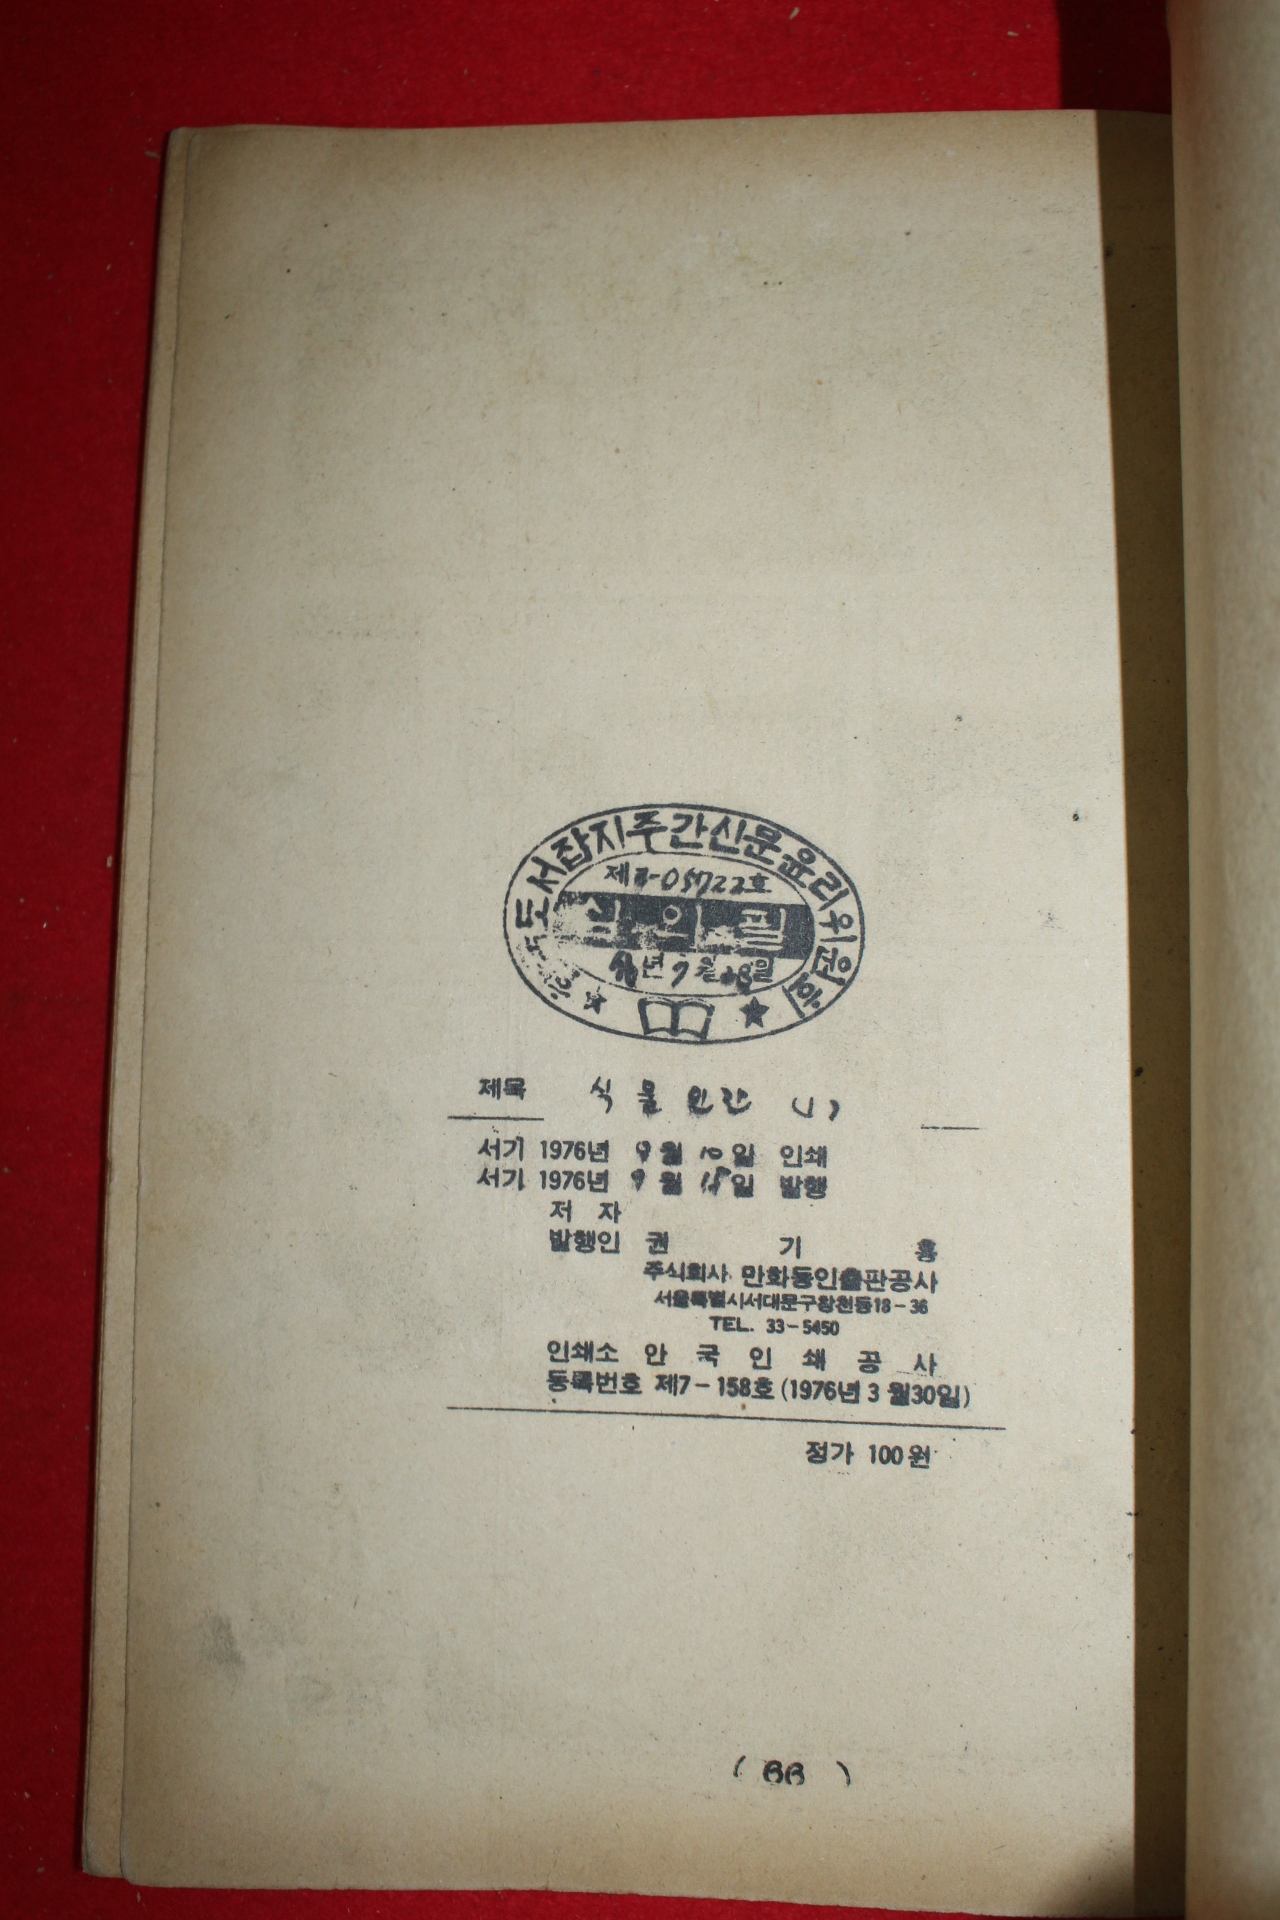 한국도서잡지주간신문윤리위원회
제3-05722호
심의필
년 9월 일
제목 식물인간 (1)
서기 1976년 9월 10일 인쇄
서기 1976년 9월 15일 발행
저 자
발행인 권 기 흥
주식회사 만화동인출판공사
서울특별시서대문구창천동18-36
TEL. 33-5450
인쇄소 안 국 인 쇄 공 사
등록번호 제7-158호(1976년 3월30일)
정가 100원
( BB )